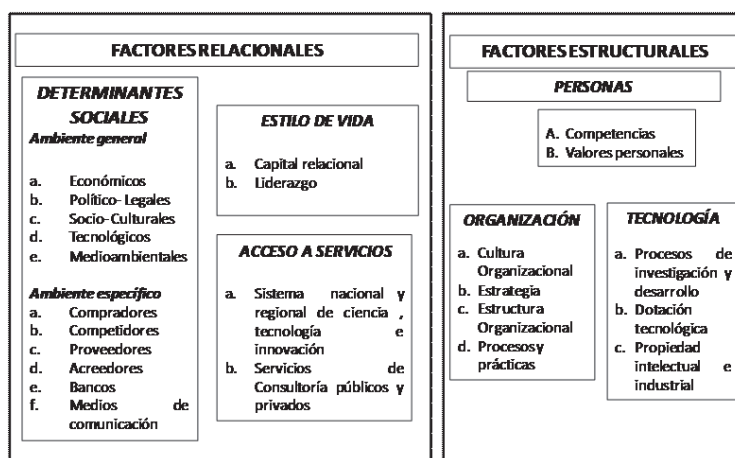 FACTORES RELACIONALES
DETERMINANTES
SOCIALES
Ambiente general
a. Económicos
b. Político- Legales
c. Socio- Culturales
d. Tecnológicos
e. Medioambientales
Ambiente específico
a. Compradores
b. Competidores
c. Proveedores
d. Acreedores
e. Bancos
f. Medios de
comunicación
ESTILO DE VIDA
a. Capital relacional
b. Liderazgo
ACCESO A SERVICIOS
a. Sistema nacional y
regional de ciencia ,
tecnología e
innovación
b. Servicios de
Consultoría públicos y
privados
FACTORES ESTRUCTURALES
PERSONAS
A. Competencias
B. Valores personales
ORGANIZACIÓN
a. Cultura
Organizacional
b. Estrategia
c. Estructura
Organizacional
d. Procesos y
prácticas
TECNOLOGÍA
a. Procesos de
investigación y
desarrollo
b. Dotación
tecnológica
c. Propiedad
intelectual e
industrial